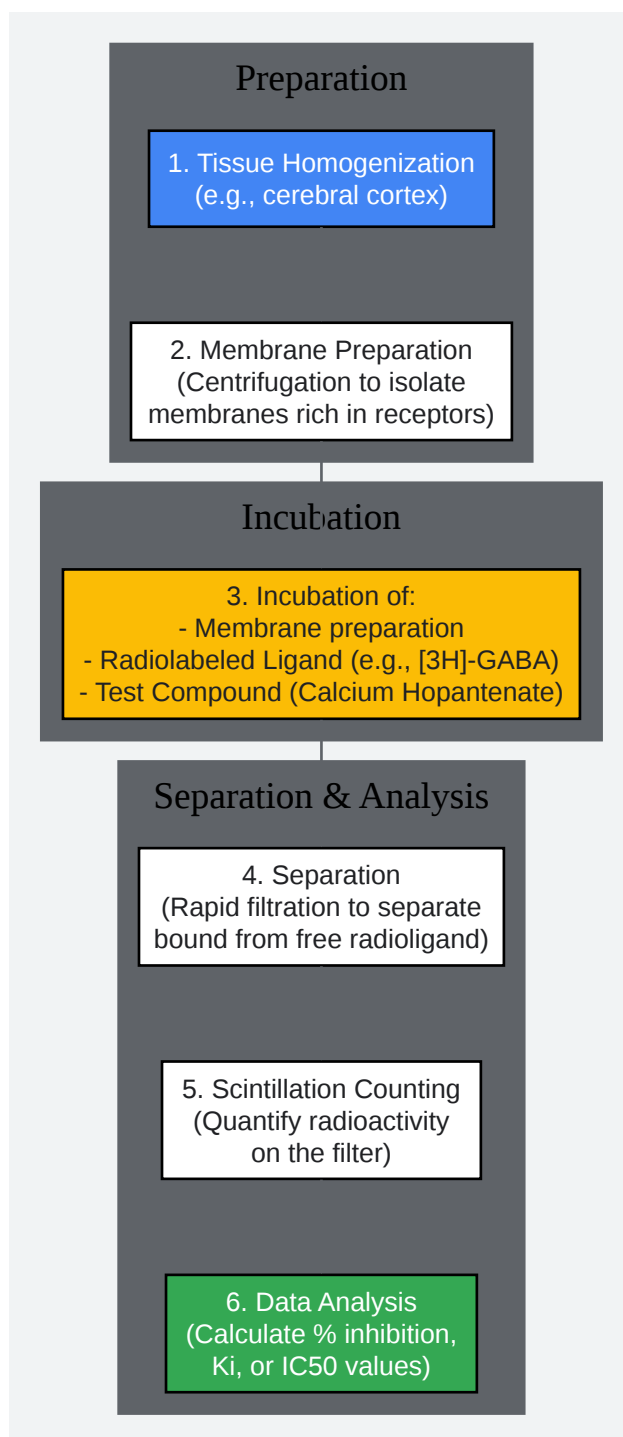 Preparation
1. Tissue Homogenization
(e.g., cerebral cortex)
2. Membrane Preparation
(Centrifugation to isolate
membranes rich in receptors)
Incubation
3. Incubation of:
- Membrane preparation
- Radiolabeled Ligand (e.g., [3H]-GABA)
- Test Compound (Calcium Hopantenate)
Separation & Analysis
4. Separation
(Rapid filtration to separate
bound from free radioligand)
5. Scintillation Counting
(Quantify radioactivity
on the filter)
6. Data Analysis
(Calculate % inhibition,
Ki, or IC50 values)